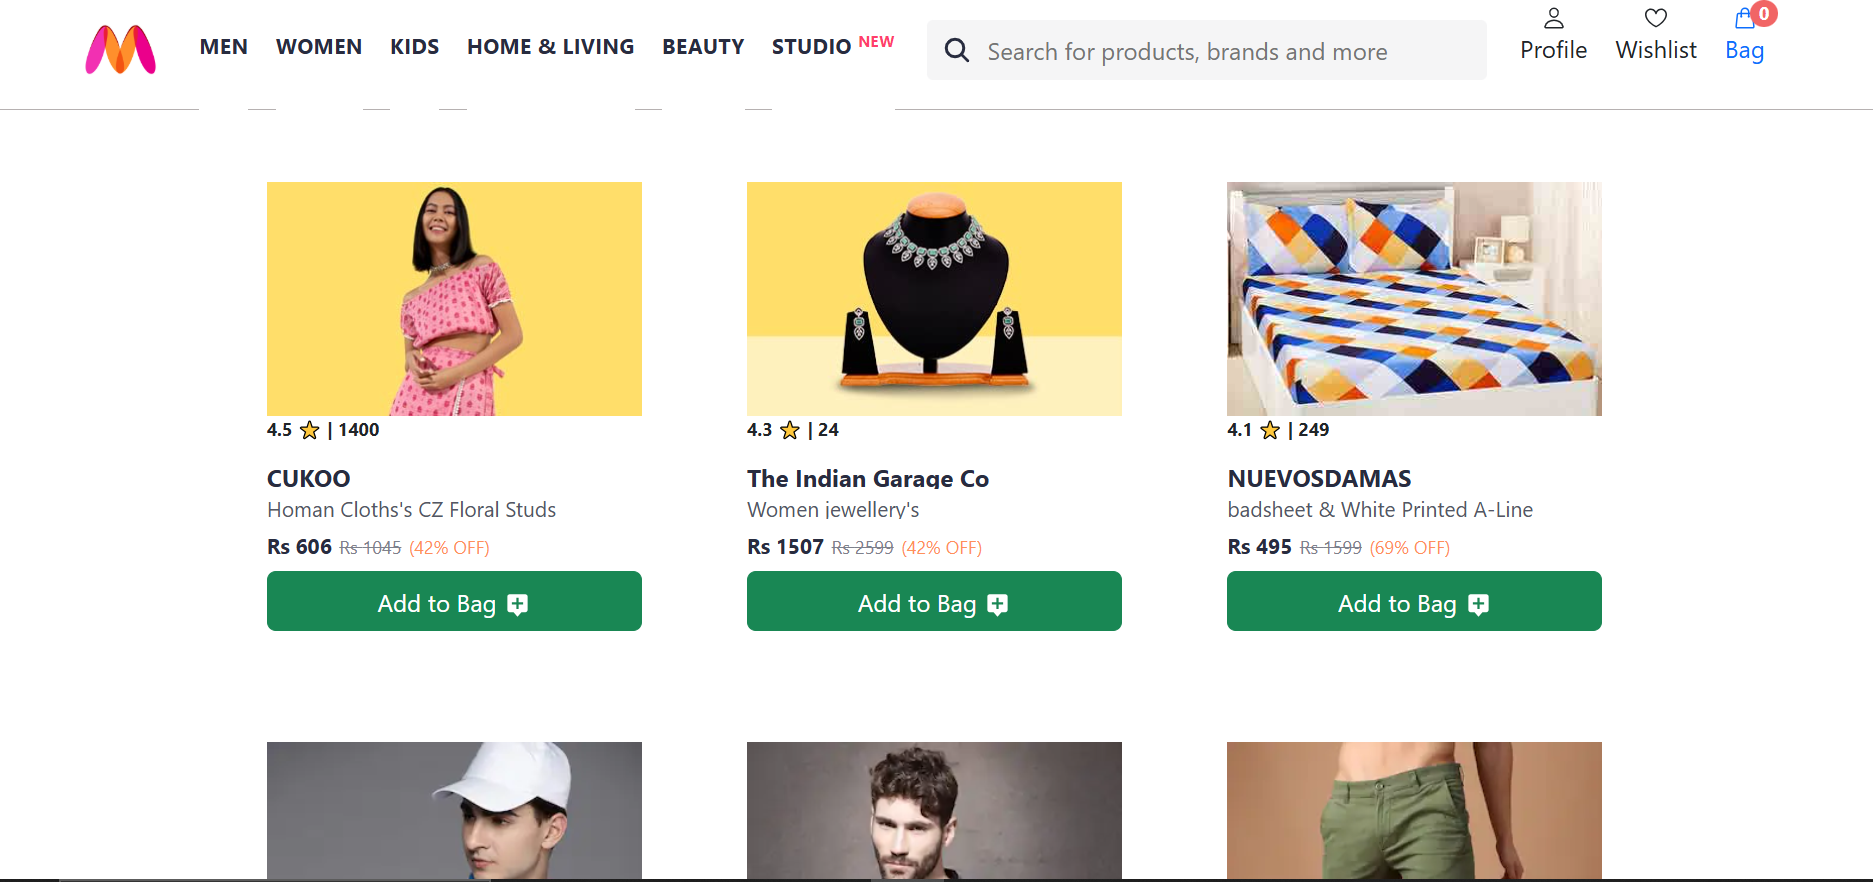 MEN WOMEN KIDS HOME & LIVING BEAUTY STUDIO NEW Search for products, brands and more Profile Wishlist Bag 0
4.5 | 1400
CUKOO
Homan Cloths's CZ Floral Studs
Rs 606 Rs 1045 (42% OFF)
Add to Bag
4.3 | 24
The Indian Garage Co
Women jewellery's
Rs 1507 Rs 2599 (42% OFF)
Add to Bag
4.1 | 249
NUEVOSDAMAS
badsheet & White Printed A-Line
Rs 495 Rs 1599 (69% OFF)
Add to Bag